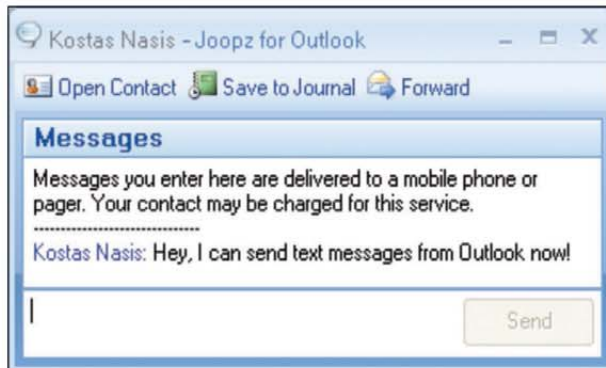 Kostas Nasis - Joopz for Outlook
Open Contact Save to Journal Forward
Messages
Messages you enter here are delivered to a mobile phone or
pager. Your contact may be charged for this service.
--------------------------------
Kostas Nasis: Hey, I can send text messages from Outlook now!
Send